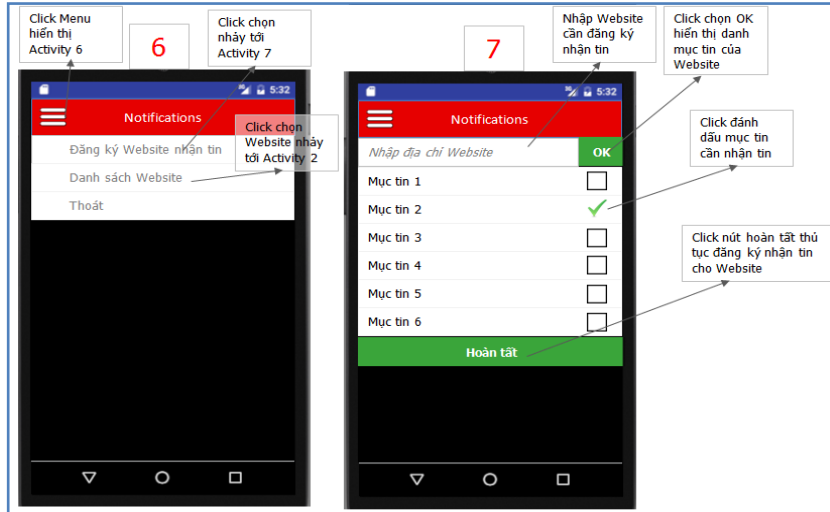 Click Menu
hiển thị
Activity 6
6
Click chọn
nhảy tới
Activity 7
5:32
Notifications
Click chọn
Website nhảy
tới Activity 2
Đăng ký Website nhận tin
Danh sách Website
Thoát
7
Nhập Website
cần đăng ký
nhận tin
Click chọn OK
hiển thị danh
mục tin của
Website
5:32
Notifications
Nhập địa chỉ Website
OK
Mục tin 1
Mục tin 2
Mục tin 3
Mục tin 4
Mục tin 5
Mục tin 6
Hoàn tất
Click đánh
dấu mục tin
cần nhận tin
Click nút hoàn tất thủ
tục đăng ký nhận tin
cho Website